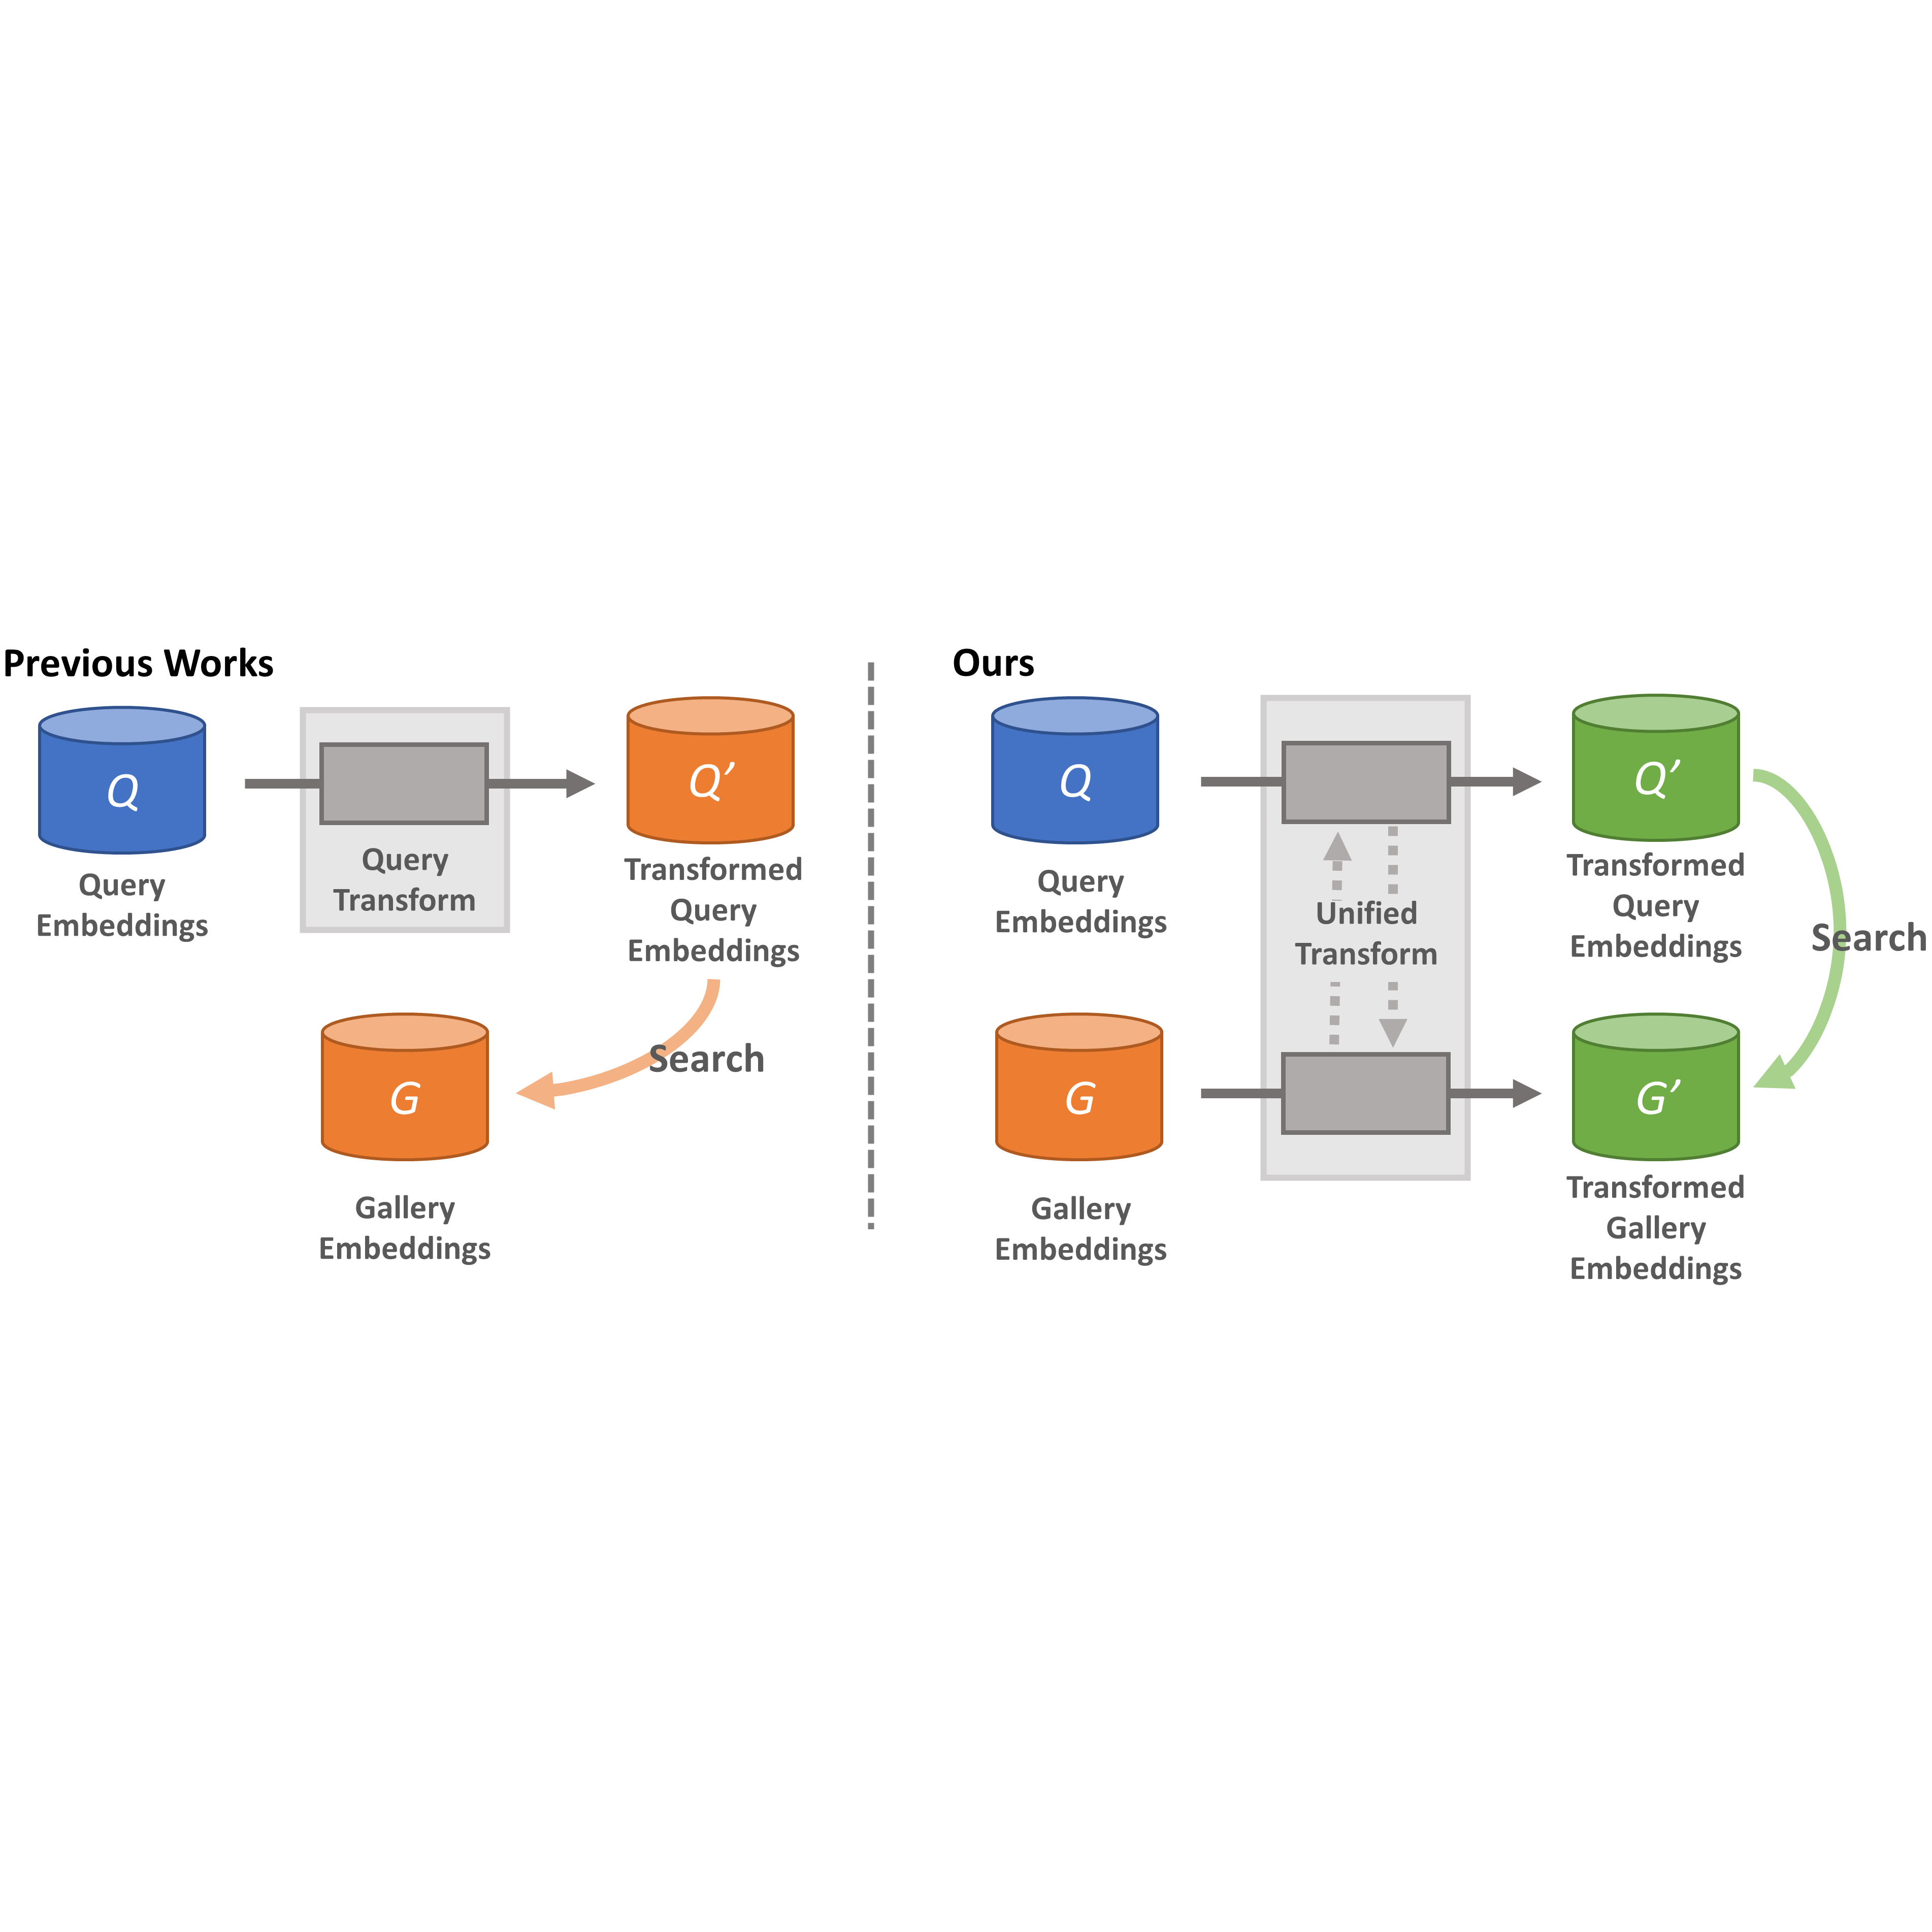 Previous Works
Q
Query
Embeddings
Query
Transform
Q’
Transformed
Query
Embeddings
Search
G
Gallery
Embeddings
Ours
Q
Query
Embeddings
Unified
Transform
Q’
Transformed
Query
Embeddings
Search
G
Gallery
Embeddings
G’
Transformed
Gallery
Embeddings